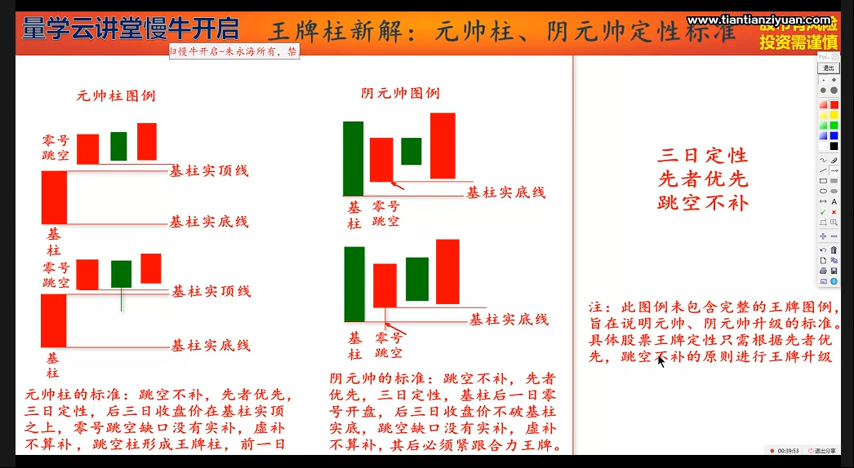 量学云讲堂慢牛开启
王牌柱新解：元帅柱、阴元帅定性标准
www.tiantianziyuan.com
投资需谨慎
归慢牛开启-朱永海所有，禁
退出
元帅柱图例
零号
跳空
基柱实顶线
基柱实底线
基
柱
零号
跳空
基柱实顶线
基柱实底线
基
柱
元帅柱的标准：跳空不补，先者优先，
三日定性，后三日收盘价在基柱实顶
之上，零号跳空缺口没有实补，虚补
不算补，跳空柱形成王牌柱，前一日
阴元帅图例
基柱实底线
基
柱
零号
跳空
基柱实底线
基
柱
零号
跳空
阴元帅的标准：跳空不补，先者
优先，三日定性，基柱后一日零
号开盘，后三日收盘价不破基柱
实底，跳空缺口没有实补，虚补
不算补，其后必须紧跟合力王牌。
三日定性
先者优先
跳空不补
注：此图例未包含完整的王牌图例，
旨在说明元帅、阴元帅升级的标准。
具体股票王牌定性只需根据先者优
先，跳空不补的原则进行王牌升级
A
00:39:53
退出分享